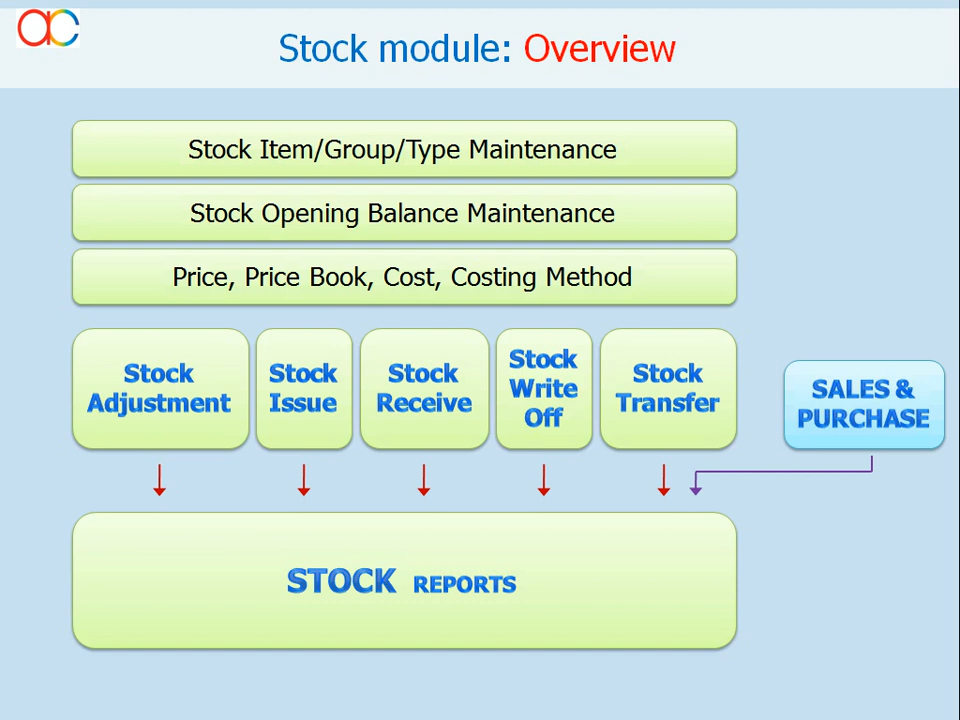 ac
Stock module: Overview
Stock Item/Group/Type Maintenance
Stock Opening Balance Maintenance
Price, Price Book, Cost, Costing Method
Stock
Adjustment
Stock
Issue
Stock
Receive
Stock
Write
Off
Stock
Transfer
SALES &
PURCHASE
STOCK REPORTS